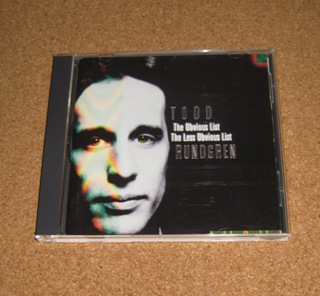 TODD
The Obvious List
The Less Obvious List
RUNDGREN